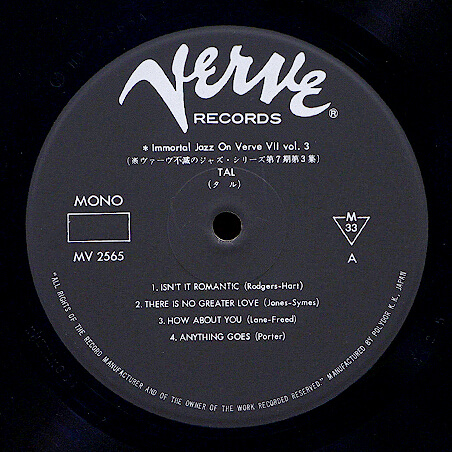 VERVE
RECORDS ®
* Immortal Jazz On Verve VII vol. 3
(※ヴァーヴ不滅のジャズ・シリーズ第7期第3集)
TAL
(タル)
MONO
MV 2565
M
33
A
1. ISN'T IT ROMANTIC (Rodgers-Hart)
2. THERE IS NO GREATER LOVE (Jones-Symes)
3. HOW ABOUT YOU (Lane-Freed)
4. ANYTHING GOES (Porter)
"ALL RIGHTS OF THE RECORD MANUFACTURER AND OF THE OWNER OF THE WORK RECORDED RESERVED." MANUFACTURED BY POLYDOR K. K., JAPAN